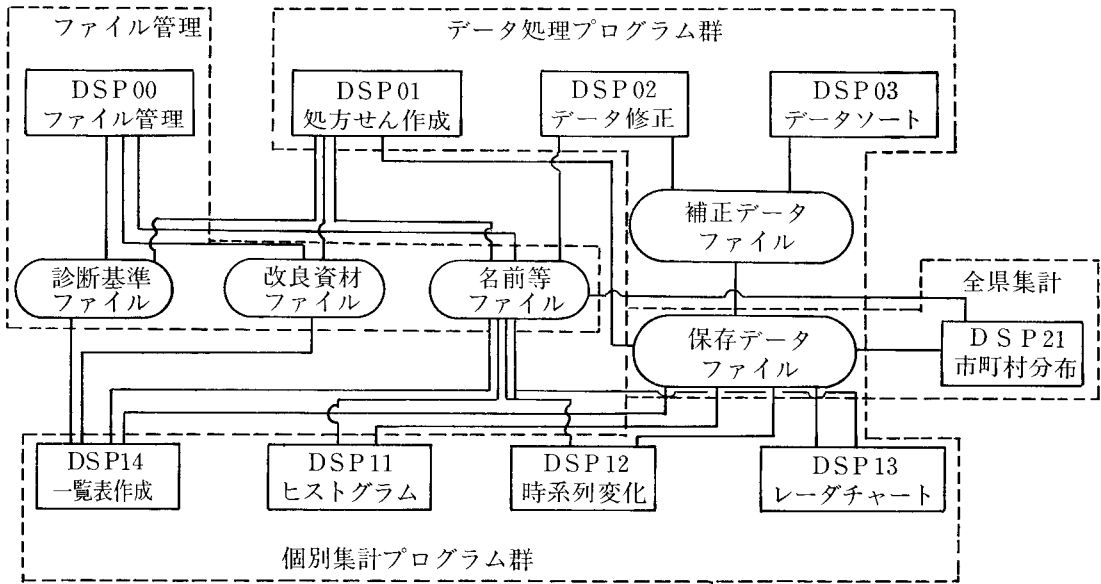 ファイル管理
データ処理プログラム群
DSP00
ファイル管理
DSP01
処方せん作成
DSP02
データ修正
DSP03
データソート
補正データ
ファイル
診断基準
ファイル
改良資材
ファイル
名前等
ファイル
全県集計
保存データ
ファイル
DSP21
市町村分布
DSP14
一覧表作成
DSP11
ヒストグラム
DSP12
時系列変化
DSP13
レーダチャート
個別集計プログラム群